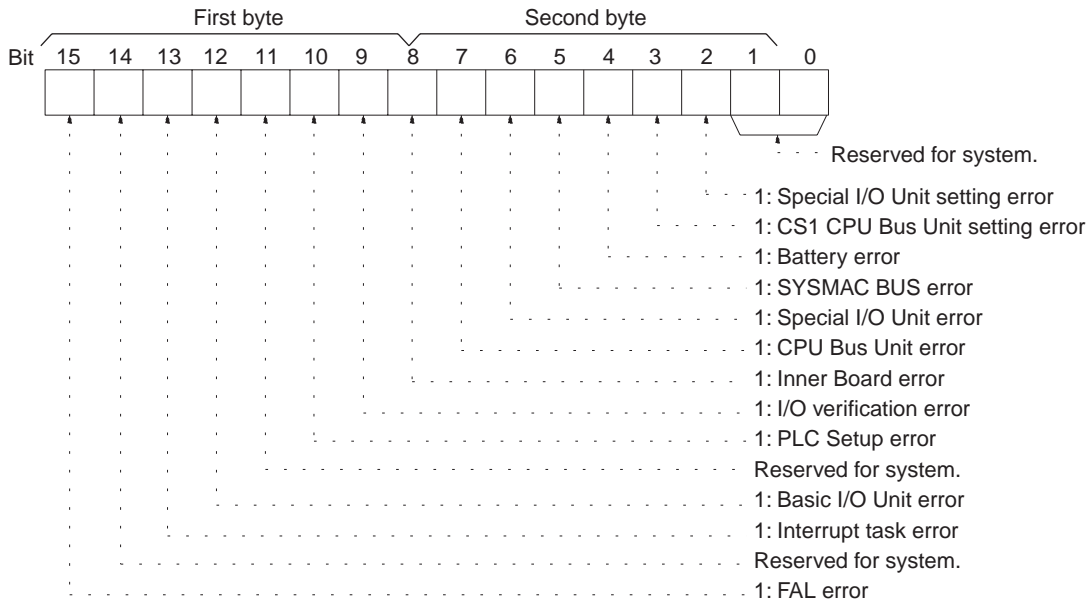 First byte Second byte
Bit 15 14 13 12 11 10 9 8 7 6 5 4 3 2 1 0
Reserved for system.
1: Special I/O Unit setting error
1: CS1 CPU Bus Unit setting error
1: Battery error
1: SYSMAC BUS error
1: Special I/O Unit error
1: CPU Bus Unit error
1: Inner Board error
1: I/O verification error
1: PLC Setup error
Reserved for system.
1: Basic I/O Unit error
1: Interrupt task error
Reserved for system.
1: FAL error